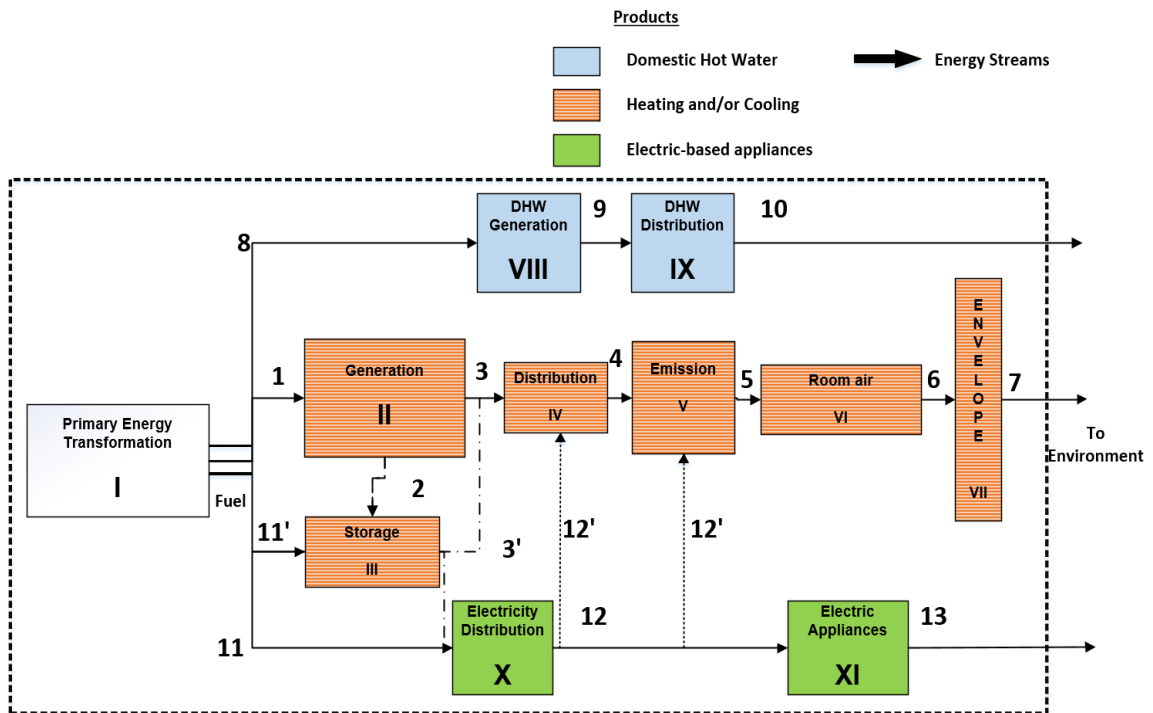 Products
Domestic Hot Water
Energy Streams
Heating and/or Cooling
Electric-based appliances
DHW
Generation
VIII
9
DHW
Distribution
IX
10
8
1
Generation
II
3
Distribution
IV
4
Emission
V
5
Room air
VI
6
ENVELOPE
VII
7
To
Environment
Primary Energy
Transformation
I
Fuel
2
11'
Storage
III
3'
12'
12'
11
Electricity
Distribution
X
12
Electric
Appliances
XI
13